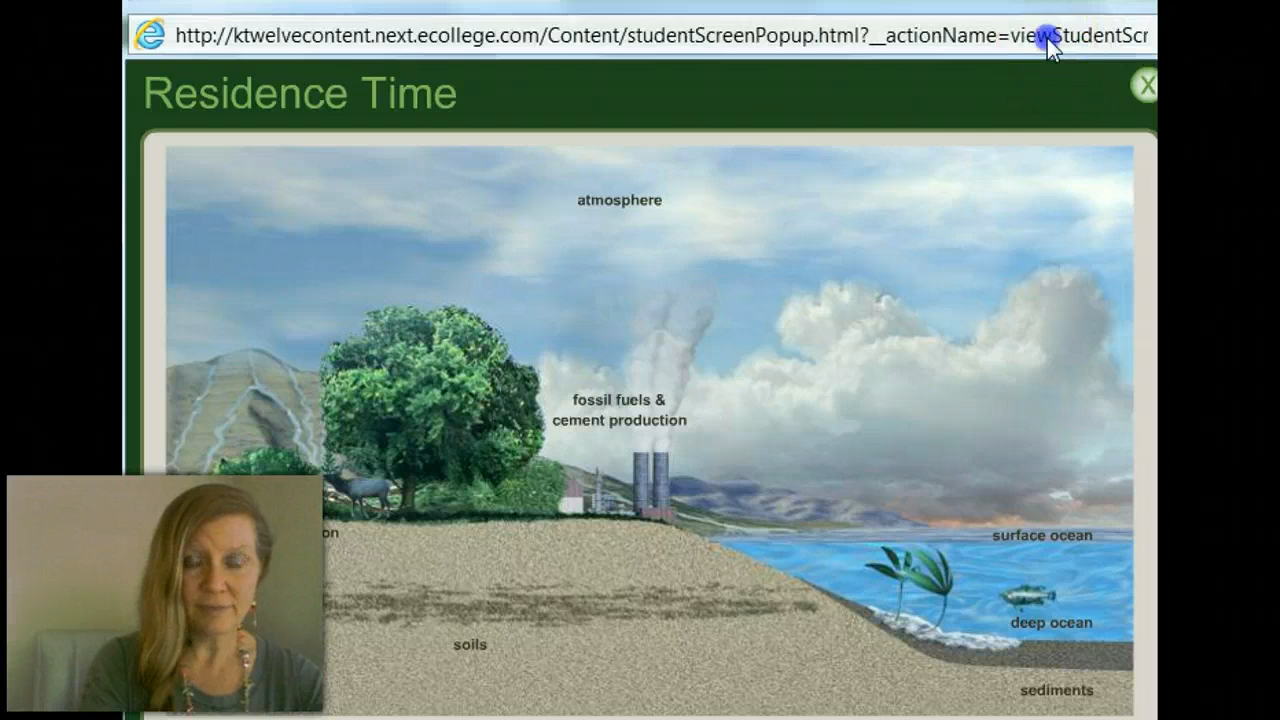 http://ktwelvecontent.next.ecollege.com/Content/studentScreenPopup.html?__actionName=viewStudentScr
Residence Time
X
atmosphere
fossil fuels &
cement production
on
surface ocean
deep ocean
soils
sediments